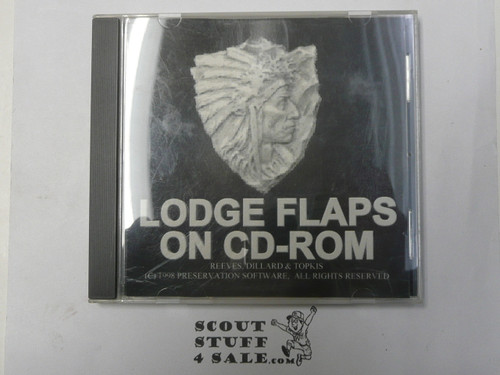 LODGE FLAPS
ON CD-ROM
REEVES, DILLARD & TOPKIS
(C) 1998 PRESERVATION SOFTWARE, ALL RIGHTS RESERVED
SCOUT
STUFF
4 SALE.COM